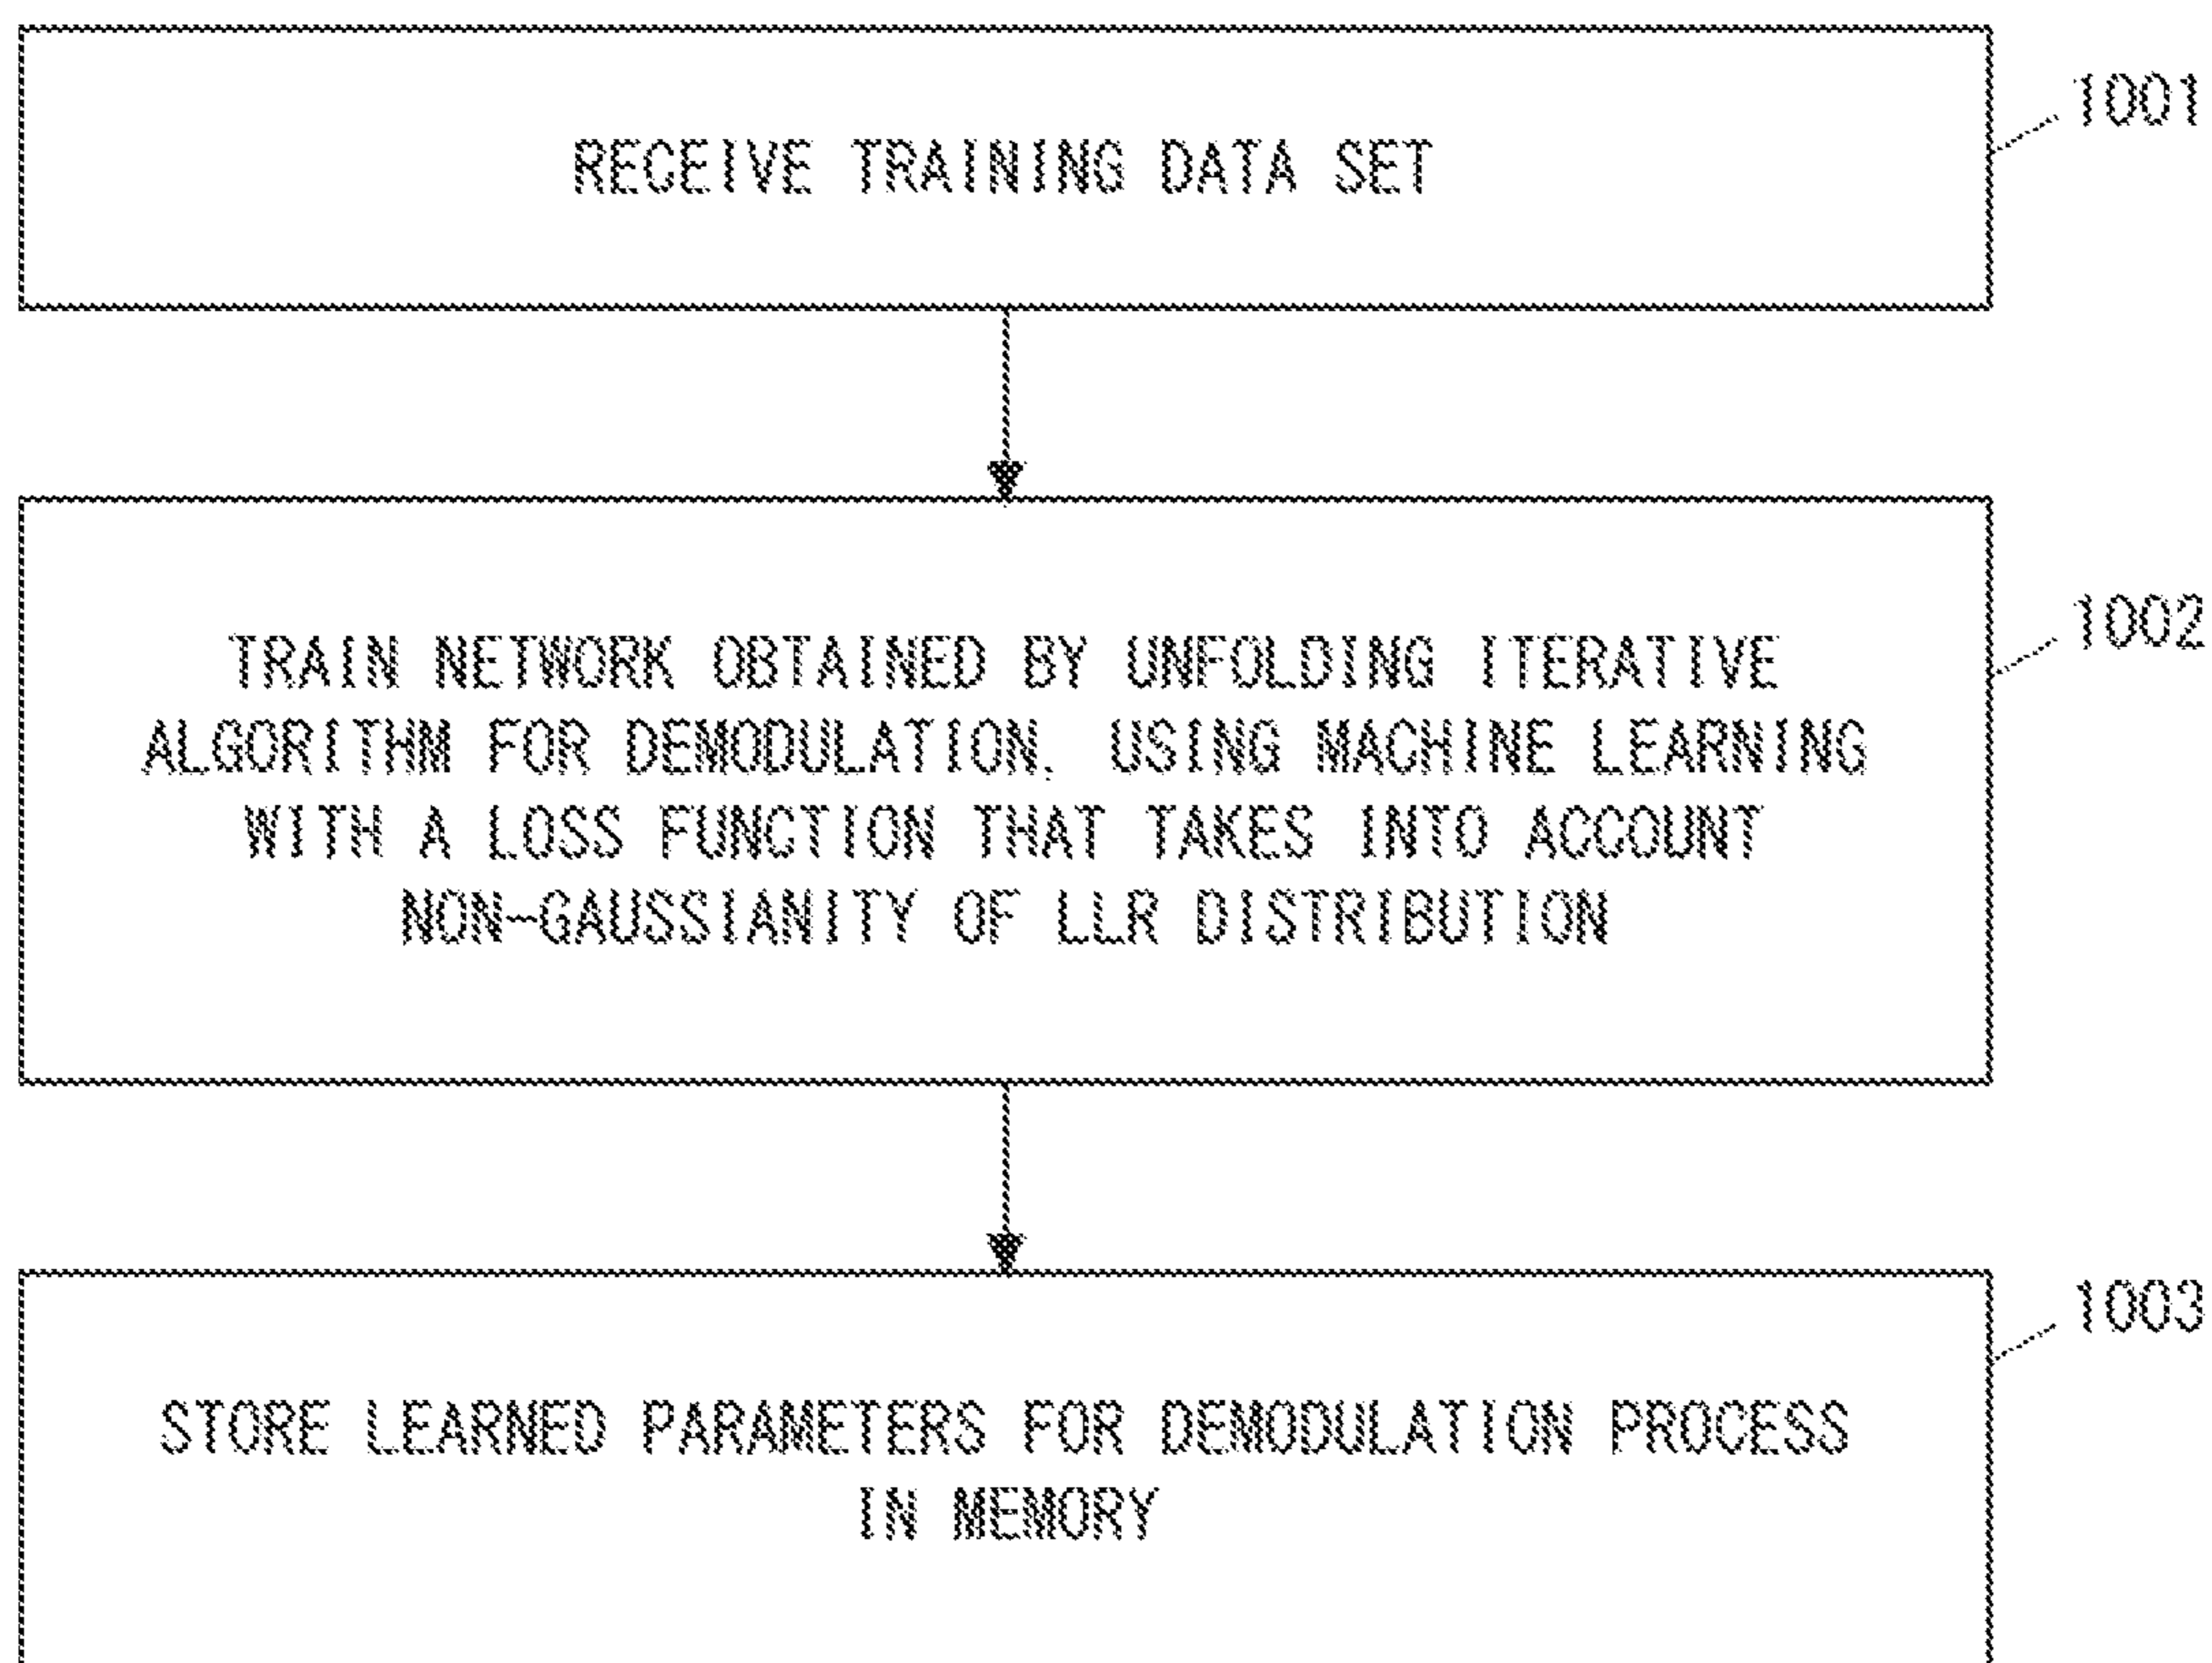 1001
RECEIVE TRAINING DATA SET
1002
TRAIN NETWORK OBTAINED BY UNFOLDING ITERATIVE
ALGORITHM FOR DEMODULATION, USING MACHINE LEARNING
WITH A LOSS FUNCTION THAT TAKES INTO ACCOUNT
NON-GAUSSIANITY OF LLR DISTRIBUTION
1003
STORE LEARNED PARAMETERS FOR DEMODULATION PROCESS
IN MEMORY